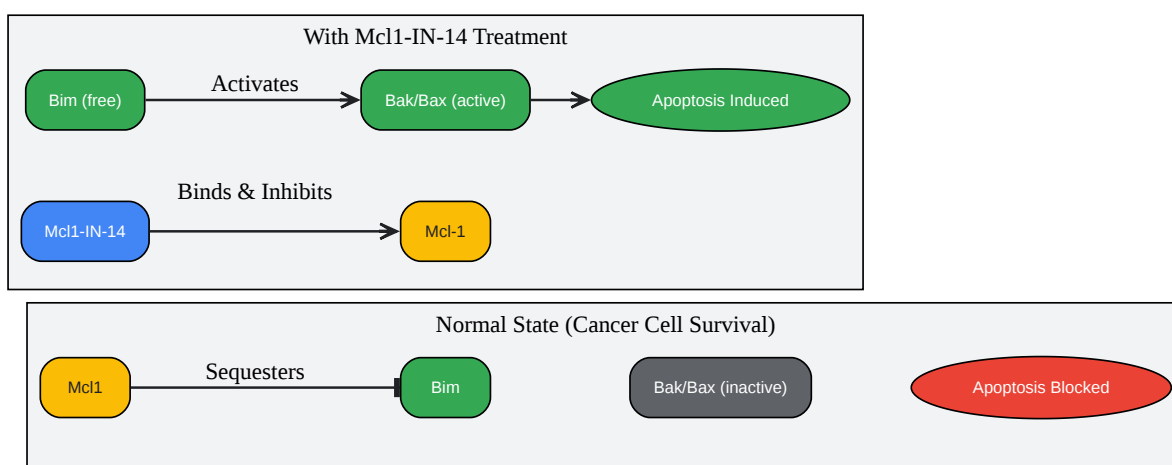 With Mcl1-IN-14 Treatment
Bim (free)
Activates
Bak/Bax (active)
Apoptosis Induced
Binds & Inhibits
Mcl1-IN-14
Mcl-1
Normal State (Cancer Cell Survival)
Mcl1
Sequesters
Bim
Bak/Bax (inactive)
Apoptosis Blocked